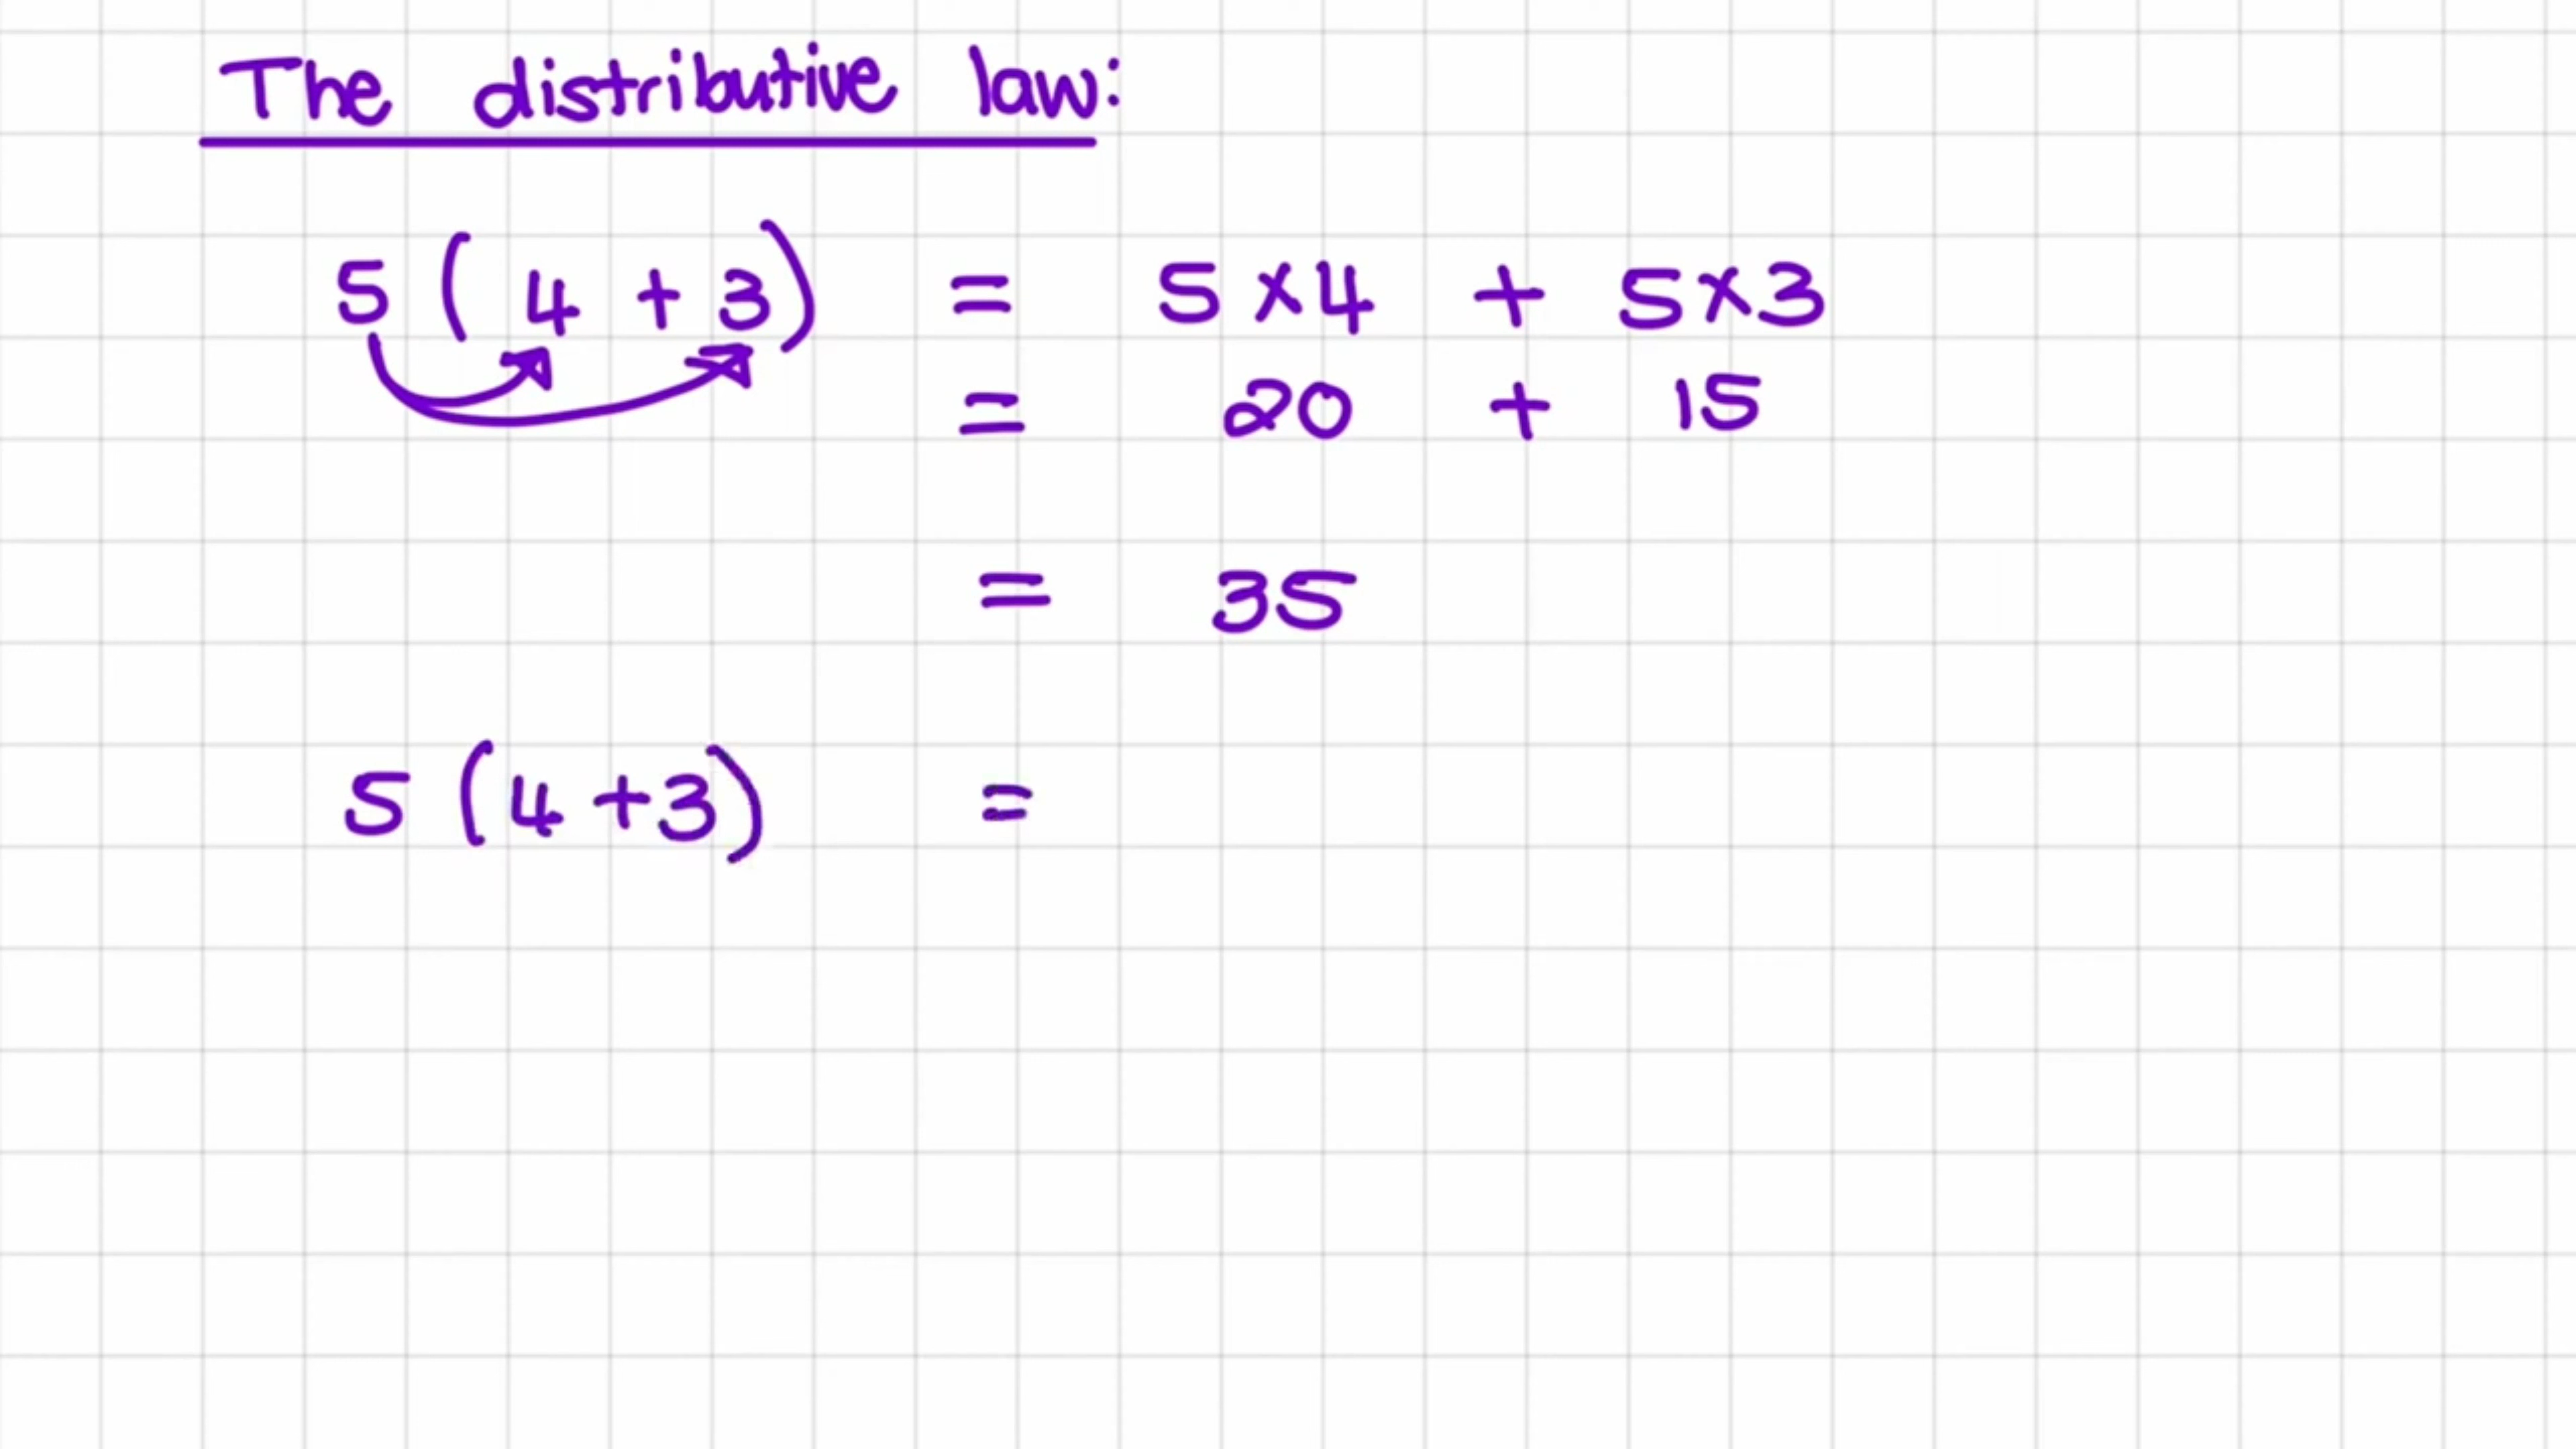 The distributive law:
5 ( 4 + 3 ) = 5 × 4 + 5 × 3
= 20 + 15
= 35
5 ( 4 + 3 ) =